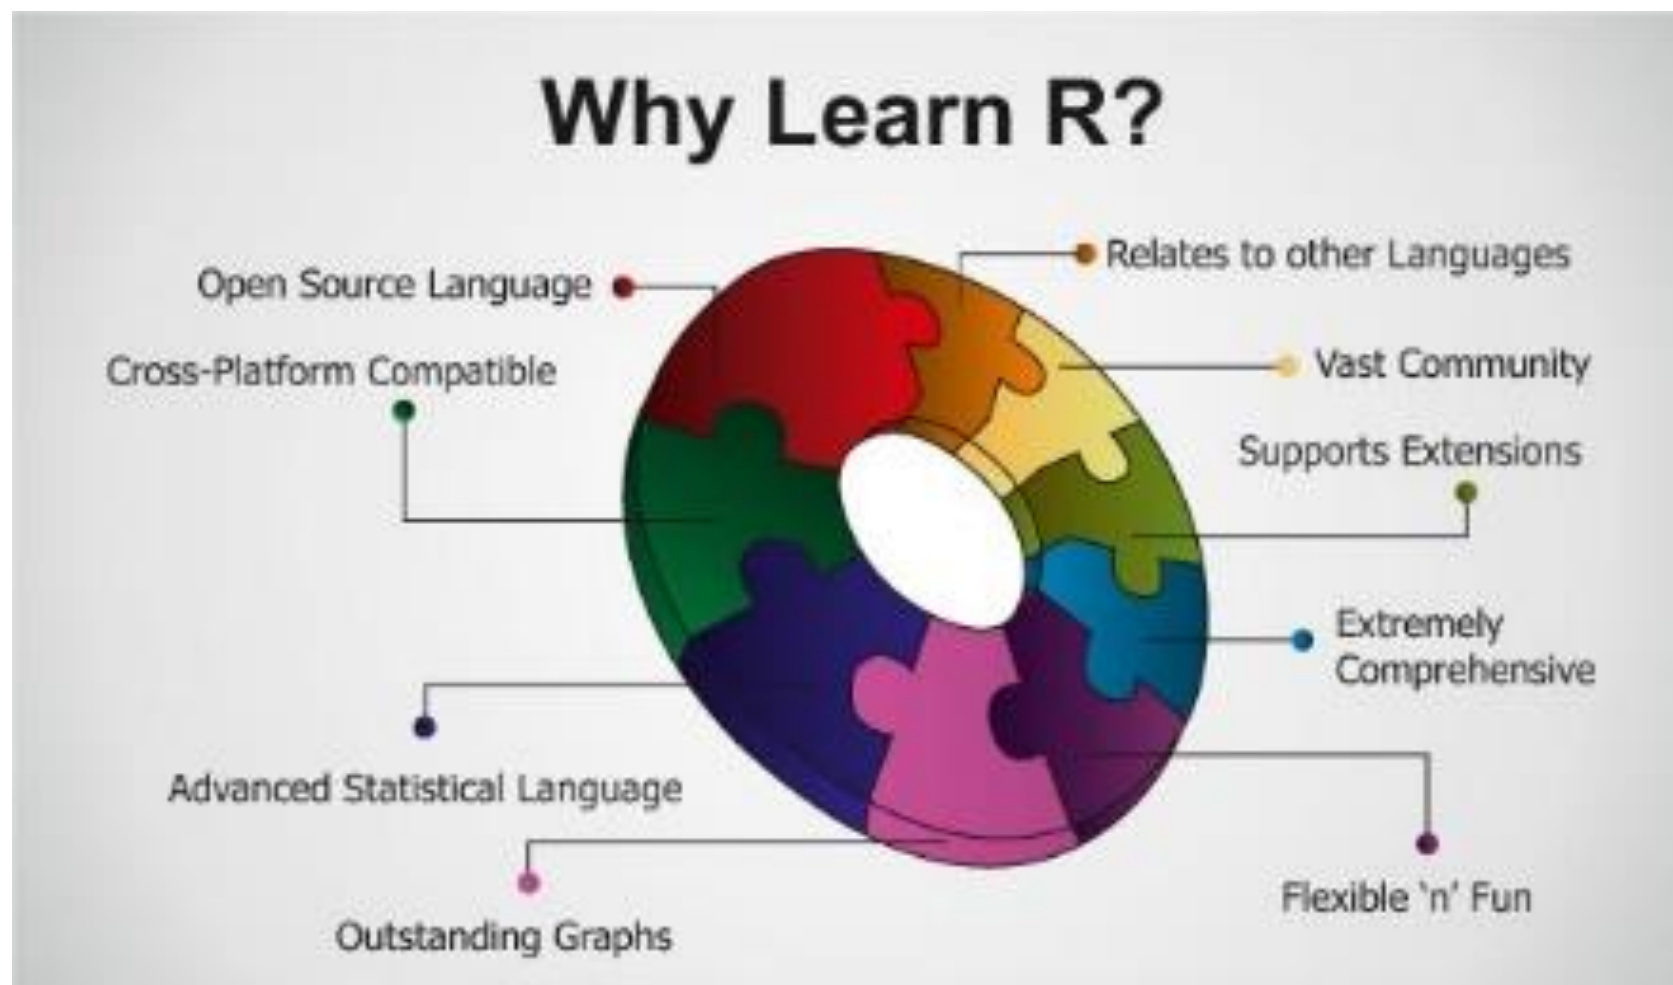 Why Learn R?
Open Source Language
Relates to other Languages
Cross-Platform Compatible
Vast Community
Supports Extensions
Extremely
Comprehensive
Advanced Statistical Language
Flexible ‘n’ Fun
Outstanding Graphs